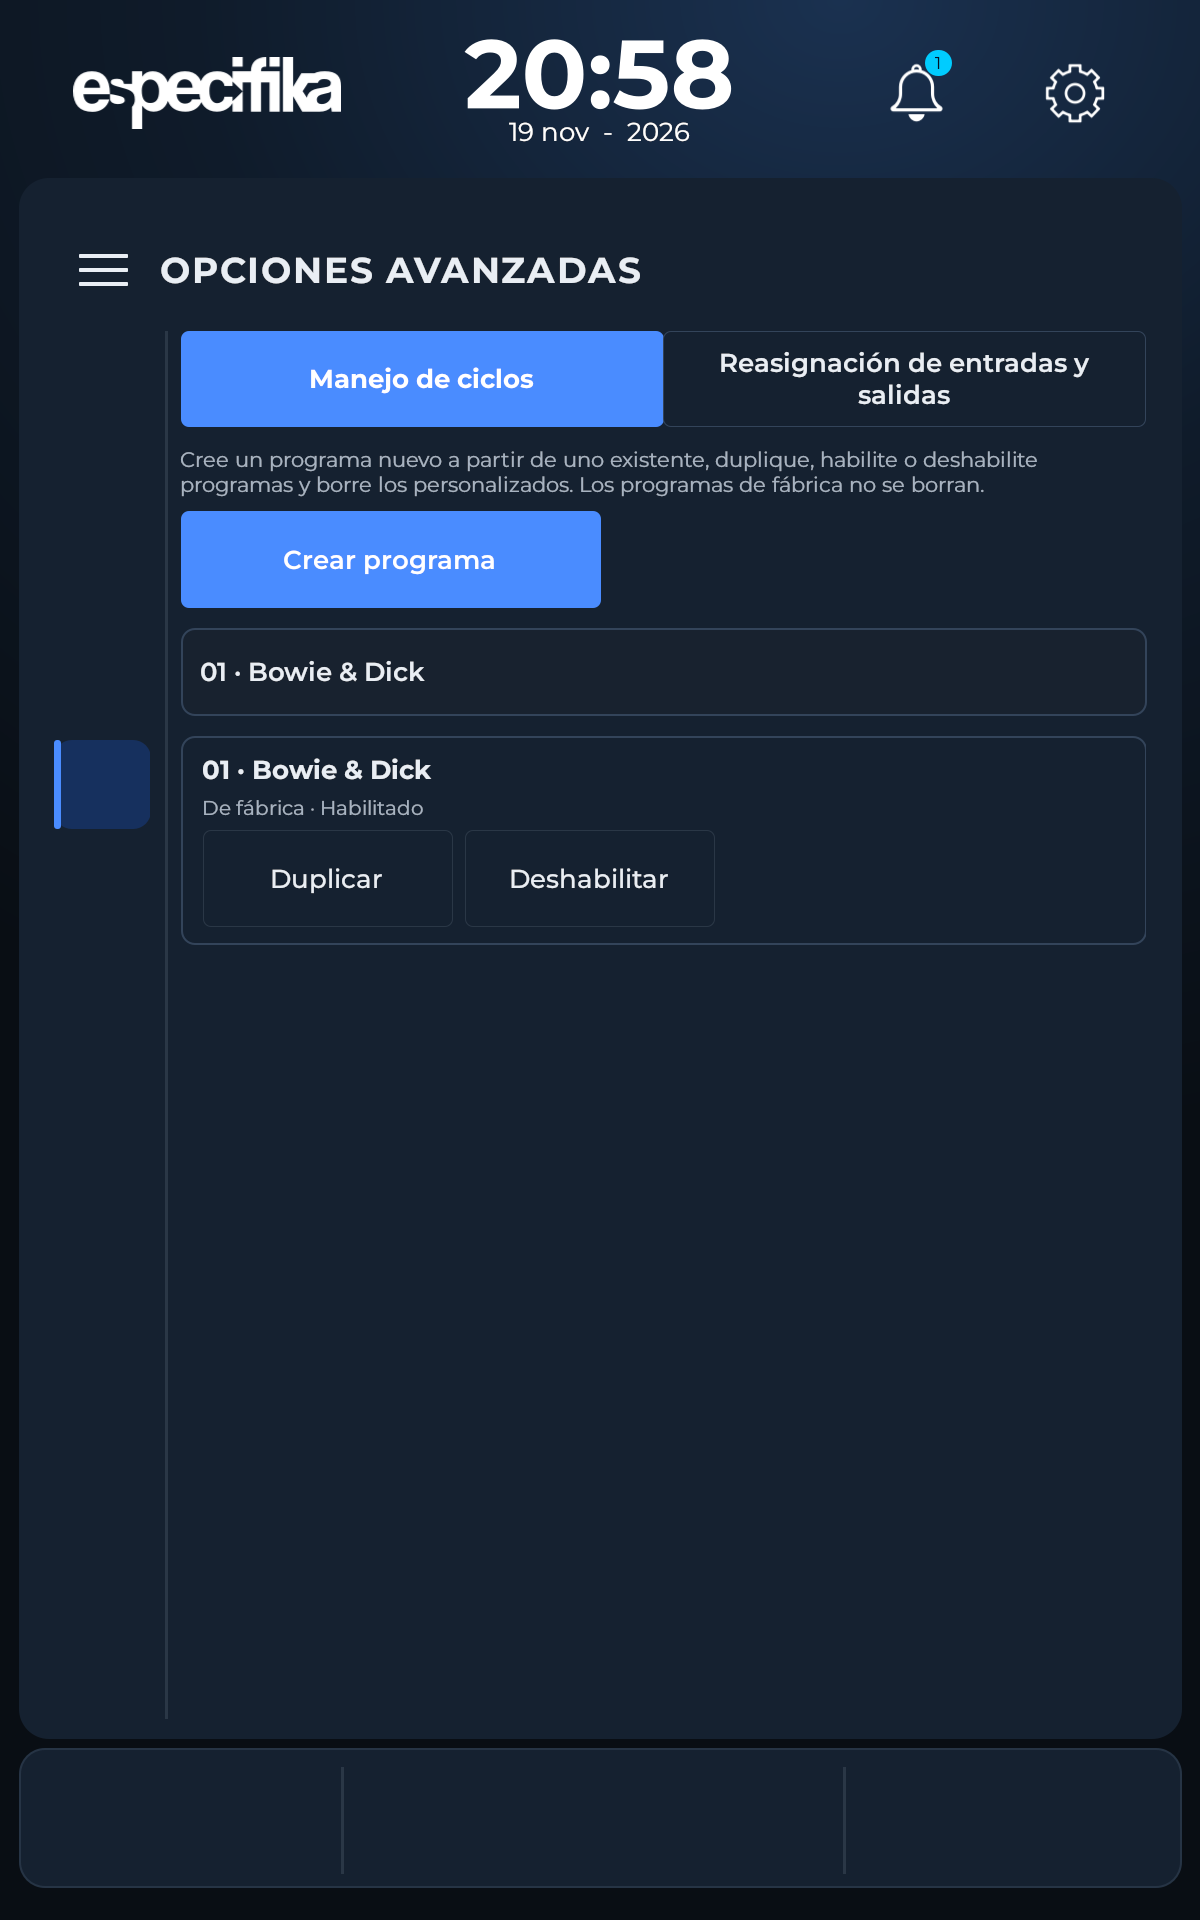 especifika
20:58
19 nov - 2026
1
OPCIONES AVANZADAS
Manejo de ciclos
Reasignación de entradas y
salidas
Cree un programa nuevo a partir de uno existente, duplique, habilite o deshabilite
programas y borre los personalizados. Los programas de fábrica no se borran.
Crear programa
01 · Bowie & Dick
01 · Bowie & Dick
De fábrica · Habilitado
Duplicar
Deshabilitar